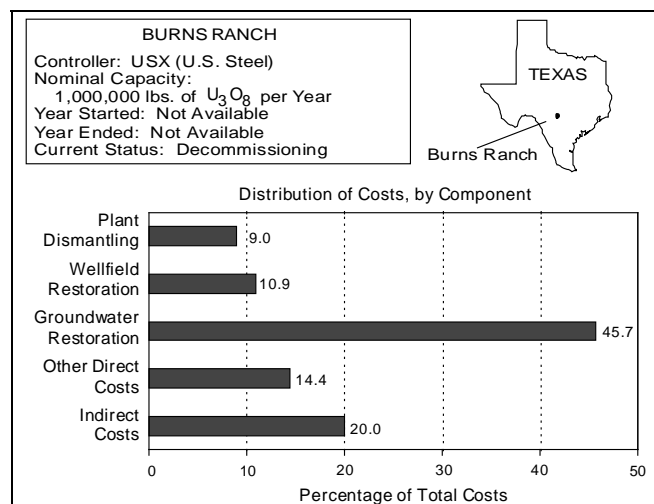 BURNS RANCH
Controller: USX (U.S. Steel)
Nominal Capacity:
1,000,000 lbs. of U3O8 per Year
Year Started: Not Available
Year Ended: Not Available
Current Status: Decommissioning
TEXAS
Burns Ranch
Distribution of Costs, by Component
Plant
Dismantling
9.0
Wellfield
Restoration
10.9
Groundwater
Restoration
45.7
Other Direct
Costs
14.4
Indirect
Costs
20.0
0 10 20 30 40 50
Percentage of Total Costs